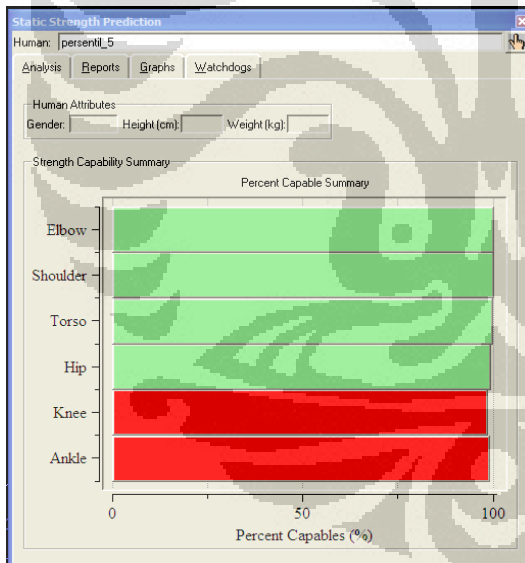 Static Strength Prediction
Human: persentil_5
Analysis Reports Graphs Watchdogs
Human Attributes
Gender: Height (cm): Weight (kg):
Strength Capability Summary
Percent Capable Summary
Elbow
Shoulder
Torso
Hip
Knee
Ankle
0 50 100
Percent Capables (%)